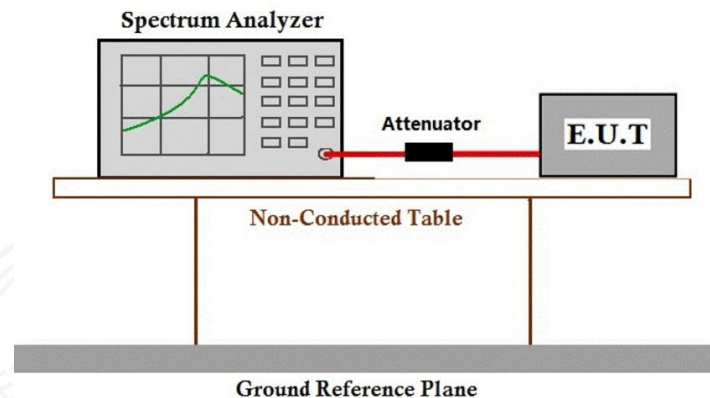 Spectrum Analyzer
Attenuator
E.U.T
Non-Conducted Table
Ground Reference Plane